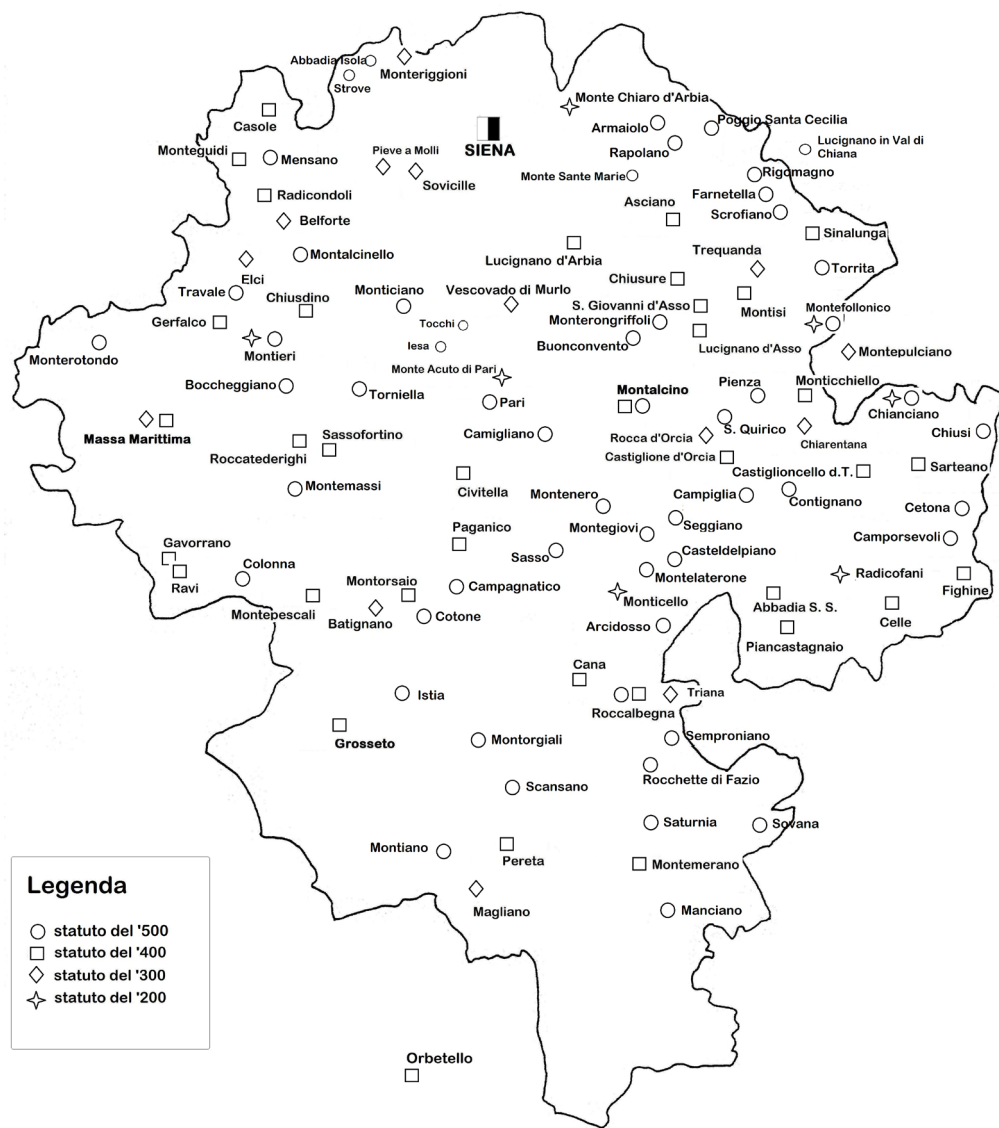 Abbadia Isola
Monteriggioni
Strove
Monte Chiaro d'Arbia
Casole
Armaiolo
Poggio Santa Cecilia
SIENA
Lucignano in Val di
Chiana
Monteguidi
Mensano
Pieve a Molli
Rapolano
Sovicille
Monte Sante Marie
Rigomagno
Radicondoli
Farnetella
Asciano
Scrofiano
Belforte
Sinalunga
Montalcinello
Lucignano d'Arbia
Trequanda
Elci
Chiusure
Torrita
Travale
Chiusdino
Monticiano
Vescovado di Murlo
S. Giovanni d'Asso
Montisi
Montefollonico
Gerfalco
Tocchi
Monterongriffoli
Monterotondo
Montieri
Iesa
Buonconvento
Lucignano d'Asso
Montepulciano
Monte Acuto di Pari
Boccheggiano
Torniella
Pari
Montalcino
Pienza
Monticchiello
Chianciano
Massa Marittima
Sassofortino
Camigliano
Rocca d'Orcia
S. Quirico
Chiarentana
Chiusi
Roccatederighi
Castiglione d'Orcia
Castiglioncello d.T.
Sarteano
Montemassi
Civitella
Montenero
Campiglia
Contignano
Cetona
Paganico
Montegiovi
Seggiano
Camporsevoli
Gavorrano
Sasso
Casteldelpiano
Colonna
Ravi
Montorsaio
Campagnatico
Montelaterone
Radicofani
Fighine
Montepescali
Batignano
Cotone
Monticello
Abbadia S. S.
Celle
Arcidosso
Piancastagnaio
Cana
Istia
Roccalbegna
Triana
Grosseto
Montorgiali
Semproniano
Rocchette di Fazio
Scansano
Saturnia
Sovana
Montiano
Pereta
Montemerano
Magliano
Manciano
Legenda
statuto del '500
statuto del '400
statuto del '300
statuto del '200
Orbetello